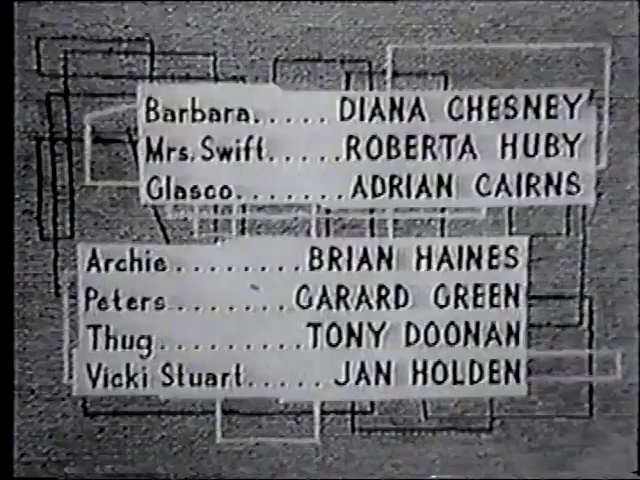 Barbara..... DIANA CHESNEY
Mrs. Swift.....ROBERTA HUBY
Glasco.......ADRIAN CAIRNS
Archie........BRIAN HAINES
Peters........GARARD GREEN
Thug.........TONY DOONAN
Vicki Stuart..... JAN HOLDEN